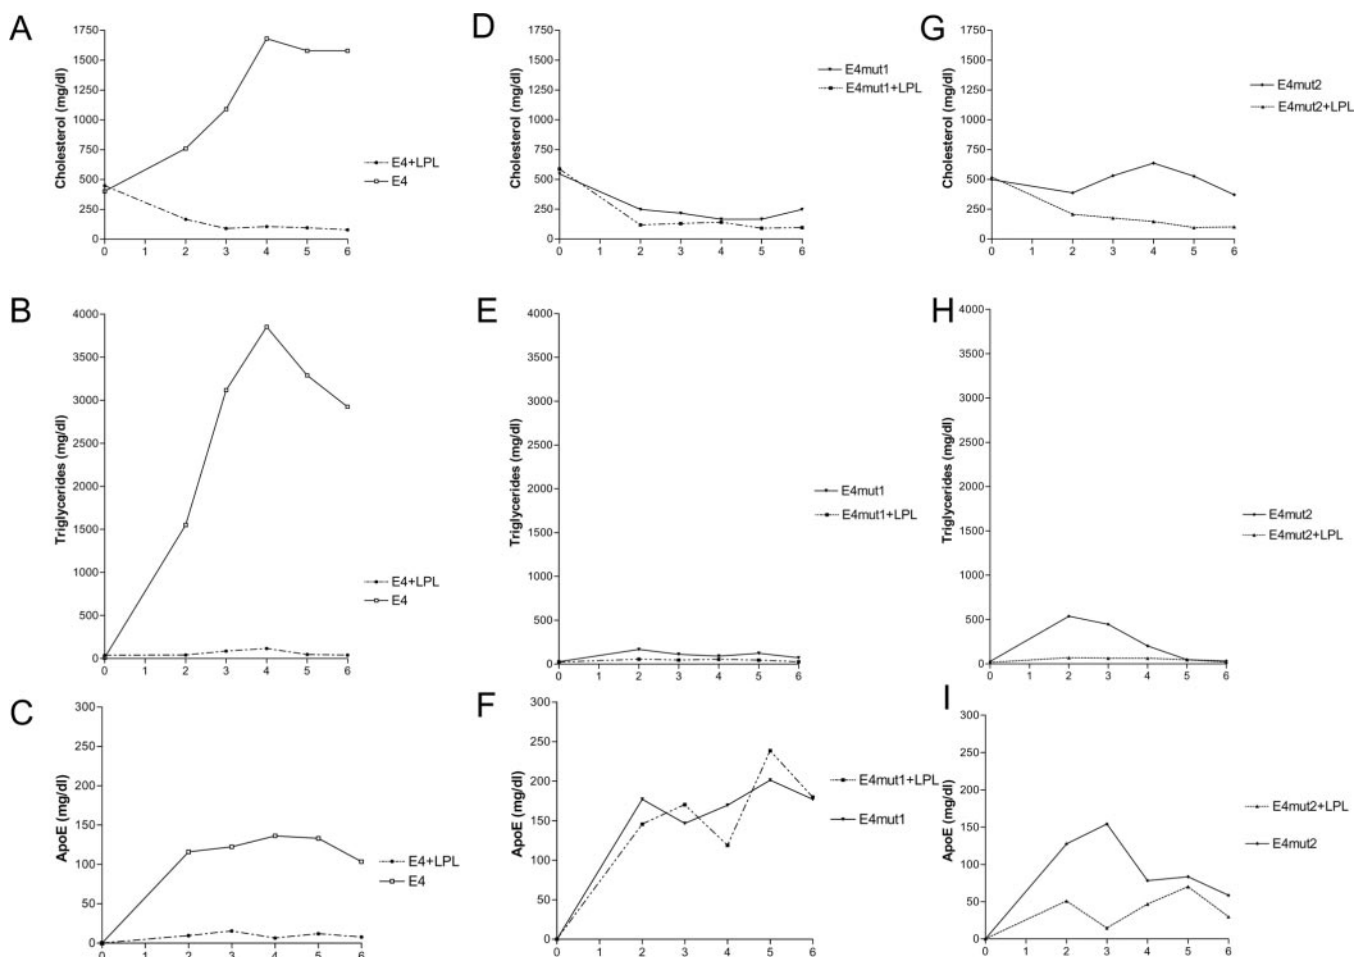 A
Cholesterol (mg/dl)
1750
1500
1250
1000
750
500
250
0
0 1 2 3 4 5 6
E4+LPL
E4
D
Cholesterol (mg/dl)
1750
1500
1250
1000
750
500
250
0
0 1 2 3 4 5 6
E4mut1
E4mut1+LPL
G
Cholesterol (mg/dl)
1750
1500
1250
1000
750
500
250
0
0 1 2 3 4 5 6
E4mut2
E4mut2+LPL
B
Triglycerides (mg/dl)
4000
3500
3000
2500
2000
1500
1000
500
0
0 1 2 3 4 5 6
E4+LPL
E4
E
Triglycerides (mg/dl)
4000
3500
3000
2500
2000
1500
1000
500
0
0 1 2 3 4 5 6
E4mut1
E4mut1+LPL
H
Triglycerides (mg/dl)
4000
3500
3000
2500
2000
1500
1000
500
0
0 1 2 3 4 5 6
E4mut2
E4mut2+LPL
C
ApoE (mg/dl)
300
250
200
150
100
50
0
0 1 2 3 4 5 6
E4+LPL
E4
F
ApoE (mg/dl)
300
250
200
150
100
50
0
0 1 2 3 4 5 6
E4mut1+LPL
E4mut1
I
ApoE (mg/dl)
300
250
200
150
100
50
0
0 1 2 3 4 5 6
E4mut2+LPL
E4mut2